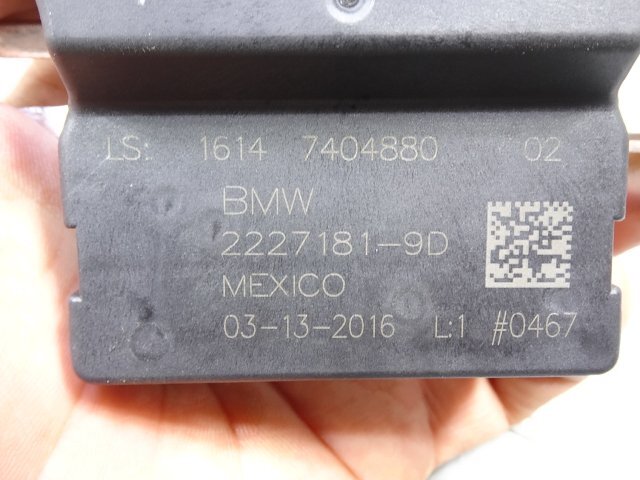 LS: 1614 7404880 02
BMW
2227181-9D
MEXICO
03-13-2016 L:1 #0467